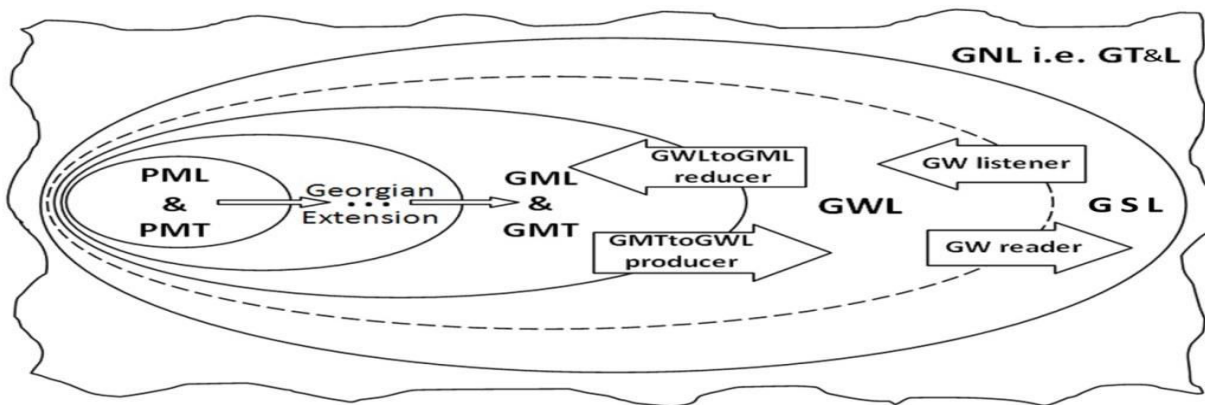 GNL i.e. GT&L
PML
&
PMT
Georgian
•••
Extension
GML
&
GMT
GWLtoGML
reducer
GMTtoGWL
producer
GWL
GW listener
GW reader
G S L